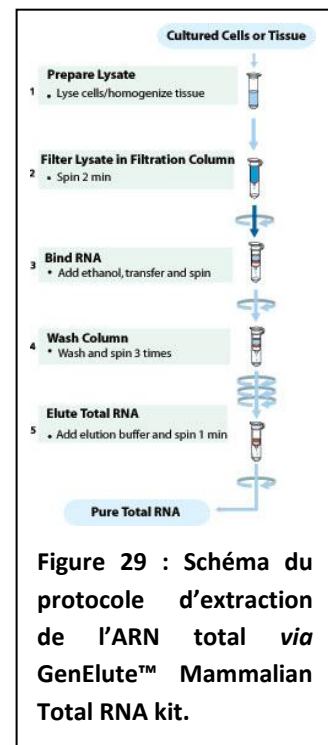 Cultured Cells or Tissue
Prepare Lysate
1 • Lyse cells/homogenize tissue
Filter Lysate in Filtration Column
2 • Spin 2 min
Bind RNA
3 • Add ethanol, transfer and spin
Wash Column
4 • Wash and spin 3 times
Elute Total RNA
5 • Add elution buffer and spin 1 min
Pure Total RNA
Figure 29 : Schéma du
protocole d’extraction
de l’ARN total via
GenElute™ Mammalian
Total RNA kit.